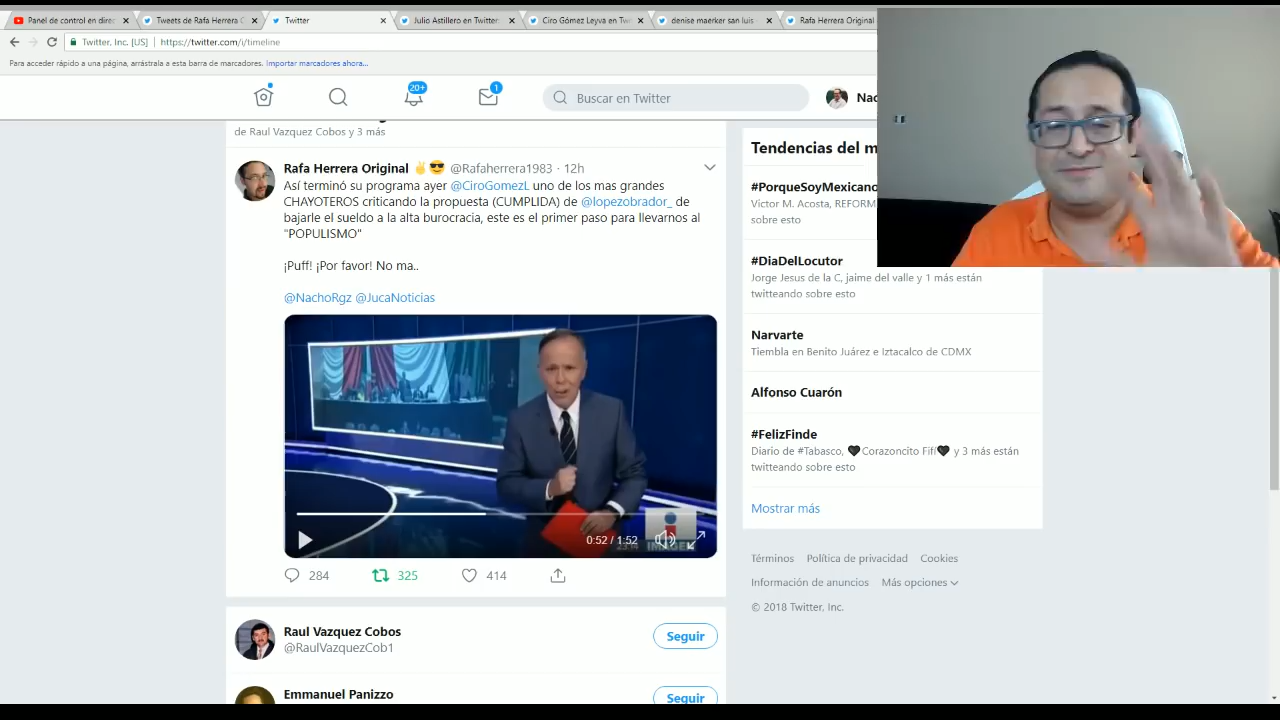 Panel de control en direc
Tweets de Rafa Herrera O
Twitter
Julio Astillero en Twitter:
Ciro Gómez Leyva en Twi
denise maerker san luis
Rafa Herrera Original
Twitter, Inc. [US] | https://twitter.com/i/timeline
Para acceder rápido a una página, arrástrala a esta barra de marcadores. Importar marcadores ahora...
20+
1
Buscar en Twitter
Nac
de Raul Vazquez Cobos y 3 más
Rafa Herrera Original ✌😎 @Rafaherrera1983 · 12h
Así terminó su programa ayer @CiroGomezL uno de los mas grandes
CHAYOTEROS criticando la propuesta (CUMPLIDA) de @lopezobrador_ de
bajarle el sueldo a la alta burocracia, este es el primer paso para llevarnos al
"POPULISMO"
¡Puff! ¡Por favor! No ma..
@NachoRgz @JucaNoticias
0:52 / 1:52
284
325
414
Raul Vazquez Cobos
@RaulVazquezCob1
Seguir
Emmanuel Panizzo
Seguir
Tendencias del m
#PorqueSoyMexicano
Victor M. Acosta, REFORM
sobre esto
#DiaDelLocutor
Jorge Jesus de la C, jaime del valle y 1 más están
twitteando sobre esto
Narvarte
Tiembla en Benito Juárez e Iztacalco de CDMX
Alfonso Cuarón
#FelizFinde
Diario de #Tabasco, 🖤Corazoncito Fifí🖤 y 3 más están
twitteando sobre esto
Mostrar más
Términos Política de privacidad Cookies
Información de anuncios Más opciones
© 2018 Twitter, Inc.